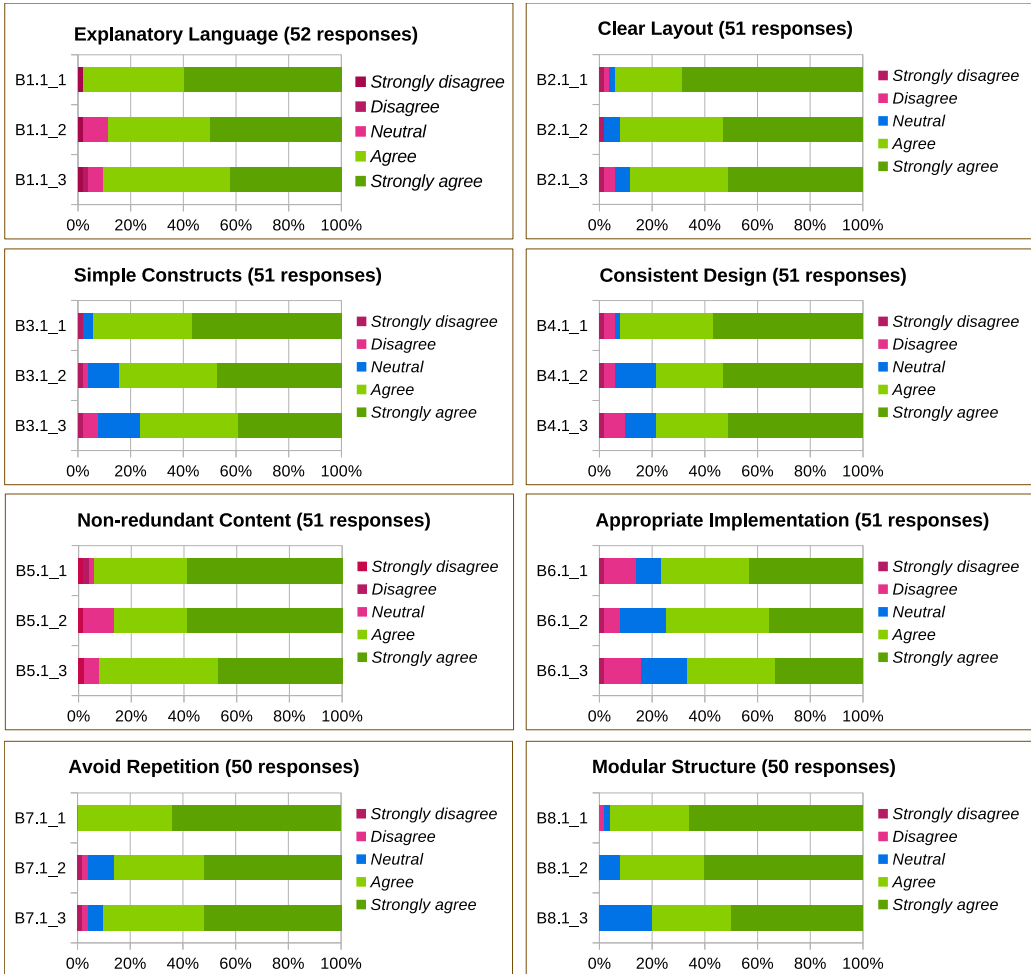 Explanatory Language (52 responses)
B1.1_1
B1.1_2
B1.1_3
0% 20% 40% 60% 80% 100%
Strongly disagree
Disagree
Neutral
Agree
Strongly agree
Clear Layout (51 responses)
B2.1_1
B2.1_2
B2.1_3
0% 20% 40% 60% 80% 100%
Strongly disagree
Disagree
Neutral
Agree
Strongly agree
Simple Constructs (51 responses)
B3.1_1
B3.1_2
B3.1_3
0% 20% 40% 60% 80% 100%
Strongly disagree
Disagree
Neutral
Agree
Strongly agree
Consistent Design (51 responses)
B4.1_1
B4.1_2
B4.1_3
0% 20% 40% 60% 80% 100%
Strongly disagree
Disagree
Neutral
Agree
Strongly agree
Non-redundant Content (51 responses)
B5.1_1
B5.1_2
B5.1_3
0% 20% 40% 60% 80% 100%
Strongly disagree
Disagree
Neutral
Agree
Strongly agree
Appropriate Implementation (51 responses)
B6.1_1
B6.1_2
B6.1_3
0% 20% 40% 60% 80% 100%
Strongly disagree
Disagree
Neutral
Agree
Strongly agree
Avoid Repetition (50 responses)
B7.1_1
B7.1_2
B7.1_3
0% 20% 40% 60% 80% 100%
Strongly disagree
Disagree
Neutral
Agree
Strongly agree
Modular Structure (50 responses)
B8.1_1
B8.1_2
B8.1_3
0% 20% 40% 60% 80% 100%
Strongly disagree
Disagree
Neutral
Agree
Strongly agree